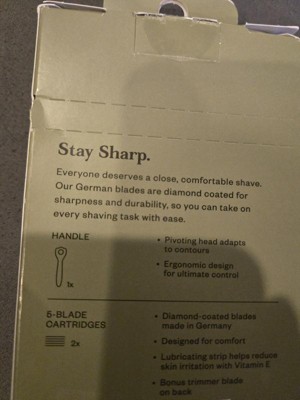 Stay Sharp.
Everyone deserves a close, comfortable shave.
Our German blades are diamond coated for
sharpness and durability, so you can take on
every shaving task with ease.
HANDLE
1x
• Pivoting head adapts
to contours
• Ergonomic design
for ultimate control
5-BLADE
CARTRIDGES
2x
• Diamond-coated blades
made in Germany
• Designed for comfort
• Lubricating strip helps reduce
skin irritation with Vitamin E
• Bonus trimmer blade
on back